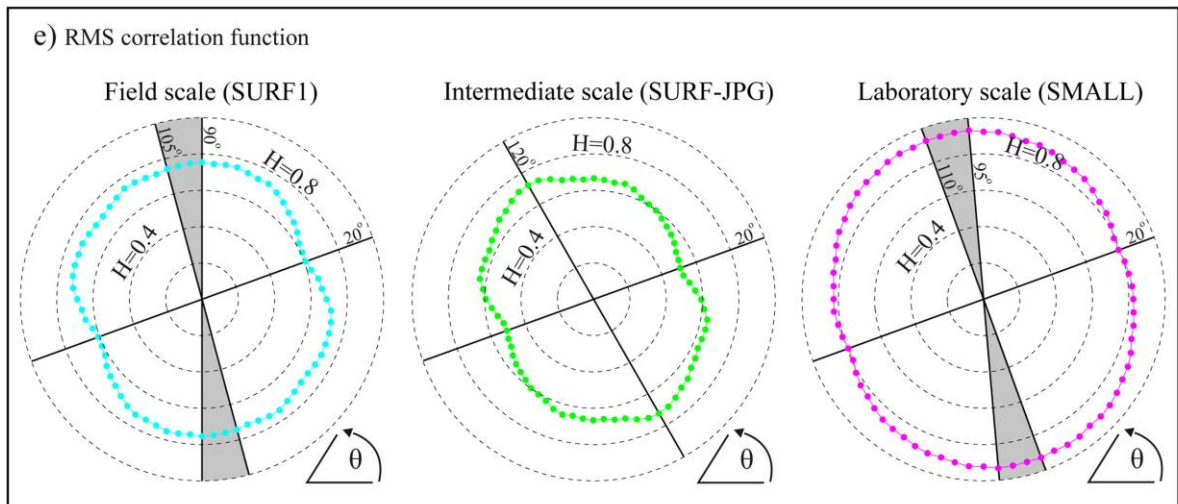 e) RMS correlation function
Field scale (SURF1)
105°
90°
H=0.8
H=0.4
20°
θ
Intermediate scale (SURF-JPG)
120°
H=0.8
H=0.4
20°
θ
Laboratory scale (SMALL)
110°
95°
H=0.8
H=0.4
20°
θ